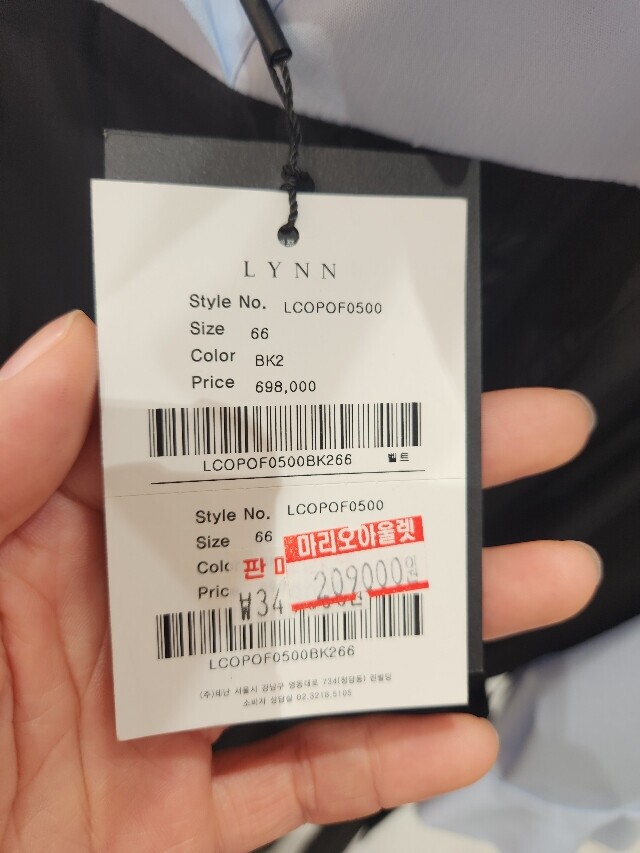 LYNN
Style No. LCOPOF0500
Size 66
Color BK2
Price 698,000
LCOPOF0500BK266 벨트
Style No. LCOPOF0500
Size 66
마리오아울렛
판
209000원
₩34
LCOPOF0500BK266
(주)세난 서울시 강남구 영동대로 734(청담동) 린빌딩
소비자 상담실 02.3216.5105